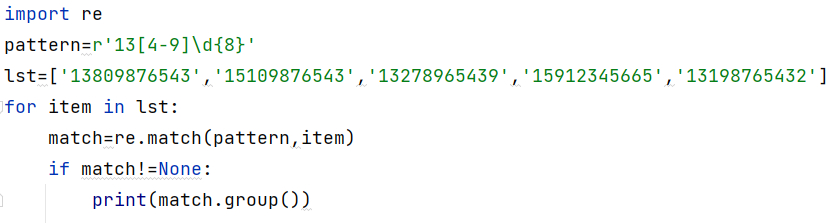 import re
pattern=r'13[4-9]\d{8}'
lst=['13809876543','15109876543','13278965439','15912345665','13198765432']
for item in lst:
    match=re.match(pattern,item)
    if match!=None:
        print(match.group())